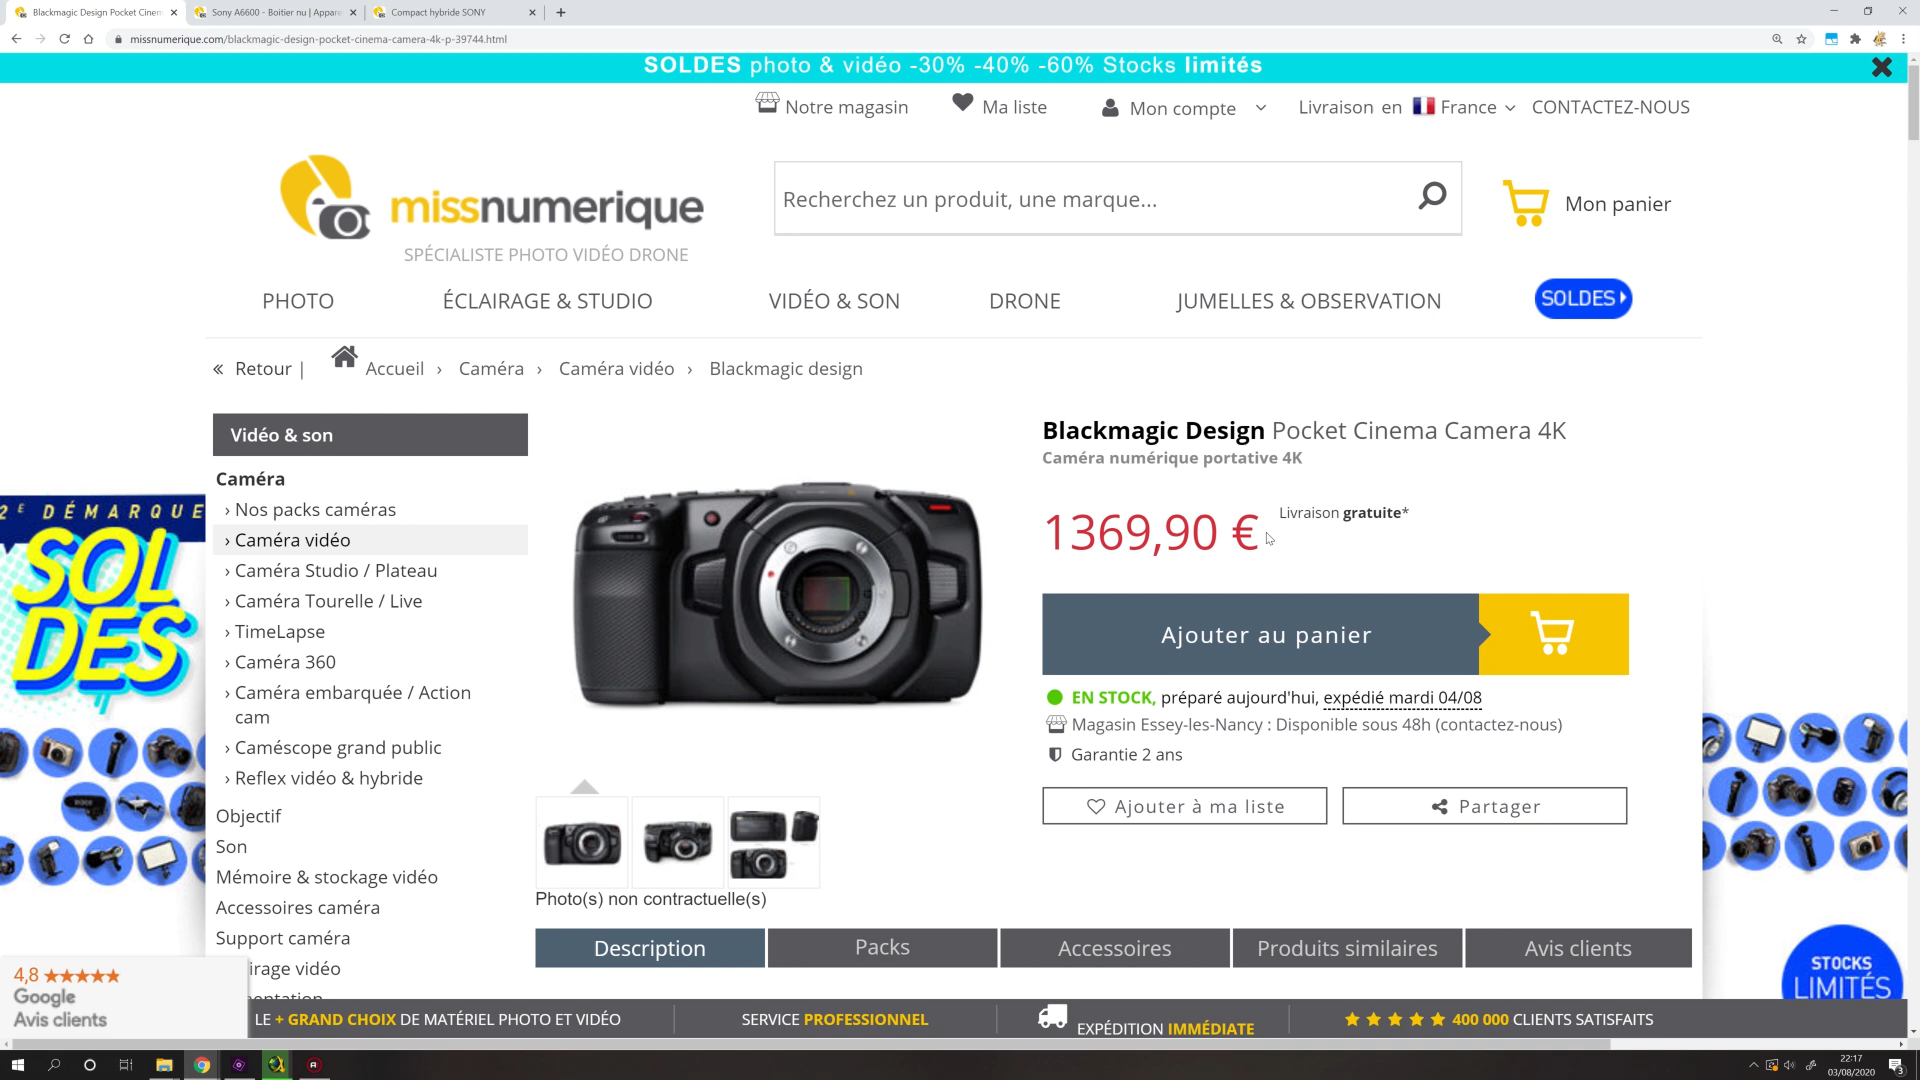 Blackmagic Design Pocket Cinem
Sony A6600 - Boitier nu | Appare
Compact hybride SONY
missnumerique.com/blackmagic-design-pocket-cinema-camera-4k-p-39744.html
SOLDES photo & vidéo -30% -40% -60% Stocks limités
Notre magasin
Ma liste
Mon compte
Livraison en France
CONTACTEZ-NOUS
missnumerique
SPÉCIALISTE PHOTO VIDÉO DRONE
Recherchez un produit, une marque...
Mon panier
PHOTO
ÉCLAIRAGE & STUDIO
VIDÉO & SON
DRONE
JUMELLES & OBSERVATION
SOLDES
« Retour |
Accueil › Caméra › Caméra vidéo › Blackmagic design
Vidéo & son
Caméra
› Nos packs caméras
› Caméra vidéo
› Caméra Studio / Plateau
› Caméra Tourelle / Live
› TimeLapse
› Caméra 360
› Caméra embarquée / Action
cam
› Caméscope grand public
› Reflex vidéo & hybride
Objectif
Son
Mémoire & stockage vidéo
Accessoires caméra
Support caméra
irage vidéo
2E DÉMARQUE
SOL
DES
Photo(s) non contractuelle(s)
Blackmagic Design Pocket Cinema Camera 4K
Caméra numérique portative 4K
1369,90 €
Livraison gratuite*
Ajouter au panier
EN STOCK, préparé aujourd'hui, expédié mardi 04/08
Magasin Essey-les-Nancy : Disponible sous 48h (contactez-nous)
Garantie 2 ans
Ajouter à ma liste
Partager
Description
Packs
Accessoires
Produits similaires
Avis clients
STOCKS
LIMITÉS
4,8
Google
Avis clients
LE + GRAND CHOIX DE MATÉRIEL PHOTO ET VIDÉO
SERVICE PROFESSIONNEL
EXPÉDITION IMMÉDIATE
400 000 CLIENTS SATISFAITS
22:17
03/08/2020
3